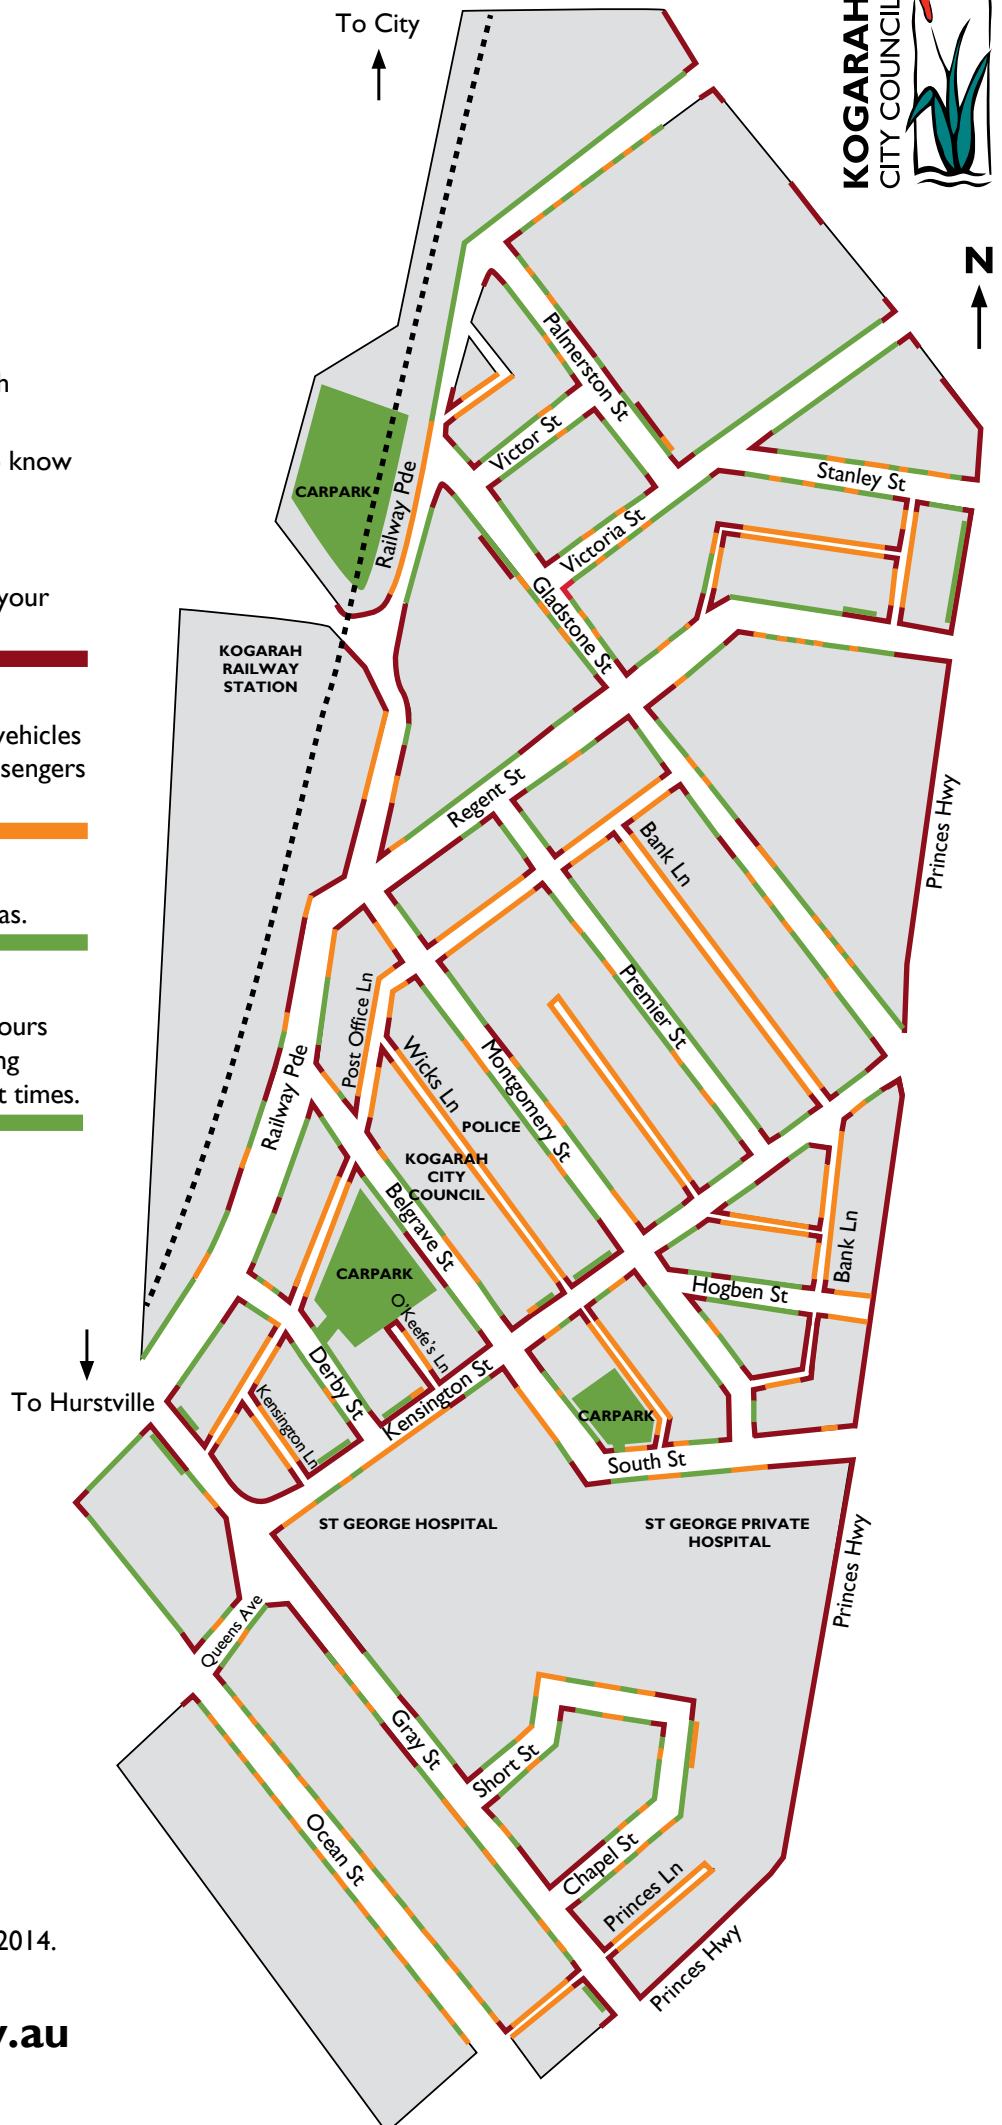 To City
KOGARAH
CITY COUNCIL
N
h
know
your
vehicles
sengers
as.
ours
ng
t times.
2014.
v.au
Palmerston St
Victor St
CARPARK
Railway Pde
Stanley St
Victoria St
Gladstone St
KOGARAH
RAILWAY
STATION
Regent St
Princes Hwy
Bank Ln
Premier St
Post Office Ln
Wicks Ln
Montgomery St
Railway Pde
POLICE
KOGARAH
CITY
COUNCIL
Belgrave St
CARPARK
O'Keefe's Ln
Bank Ln
Hogben St
Derby St
Kensington St
To Hurstville
Kensington Ln
CARPARK
South St
ST GEORGE HOSPITAL
ST GEORGE PRIVATE
HOSPITAL
Princes Hwy
Queens Ave
Gray St
Short St
Ocean St
Chapel St
Princes Ln
Princes Hwy